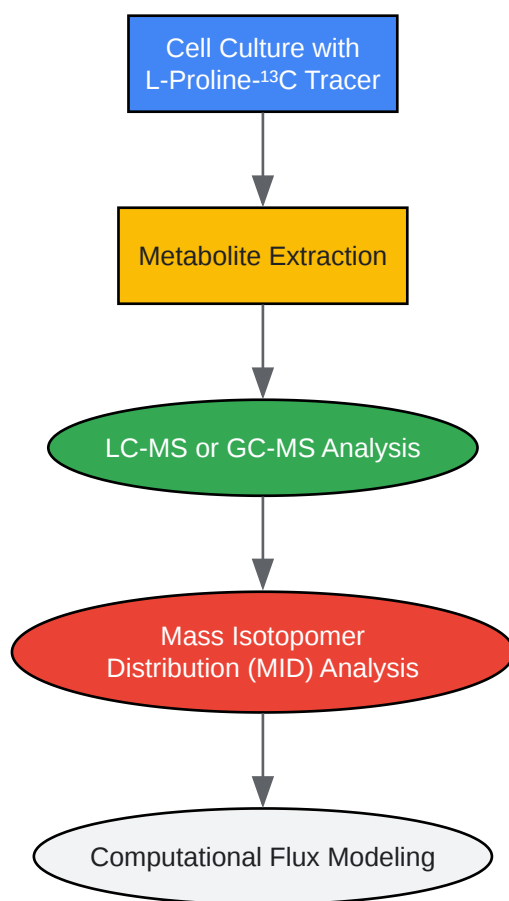 Cell Culture with
L-Proline-¹³C Tracer
Metabolite Extraction
LC-MS or GC-MS Analysis
Mass Isotopomer
Distribution (MID) Analysis
Computational Flux Modeling